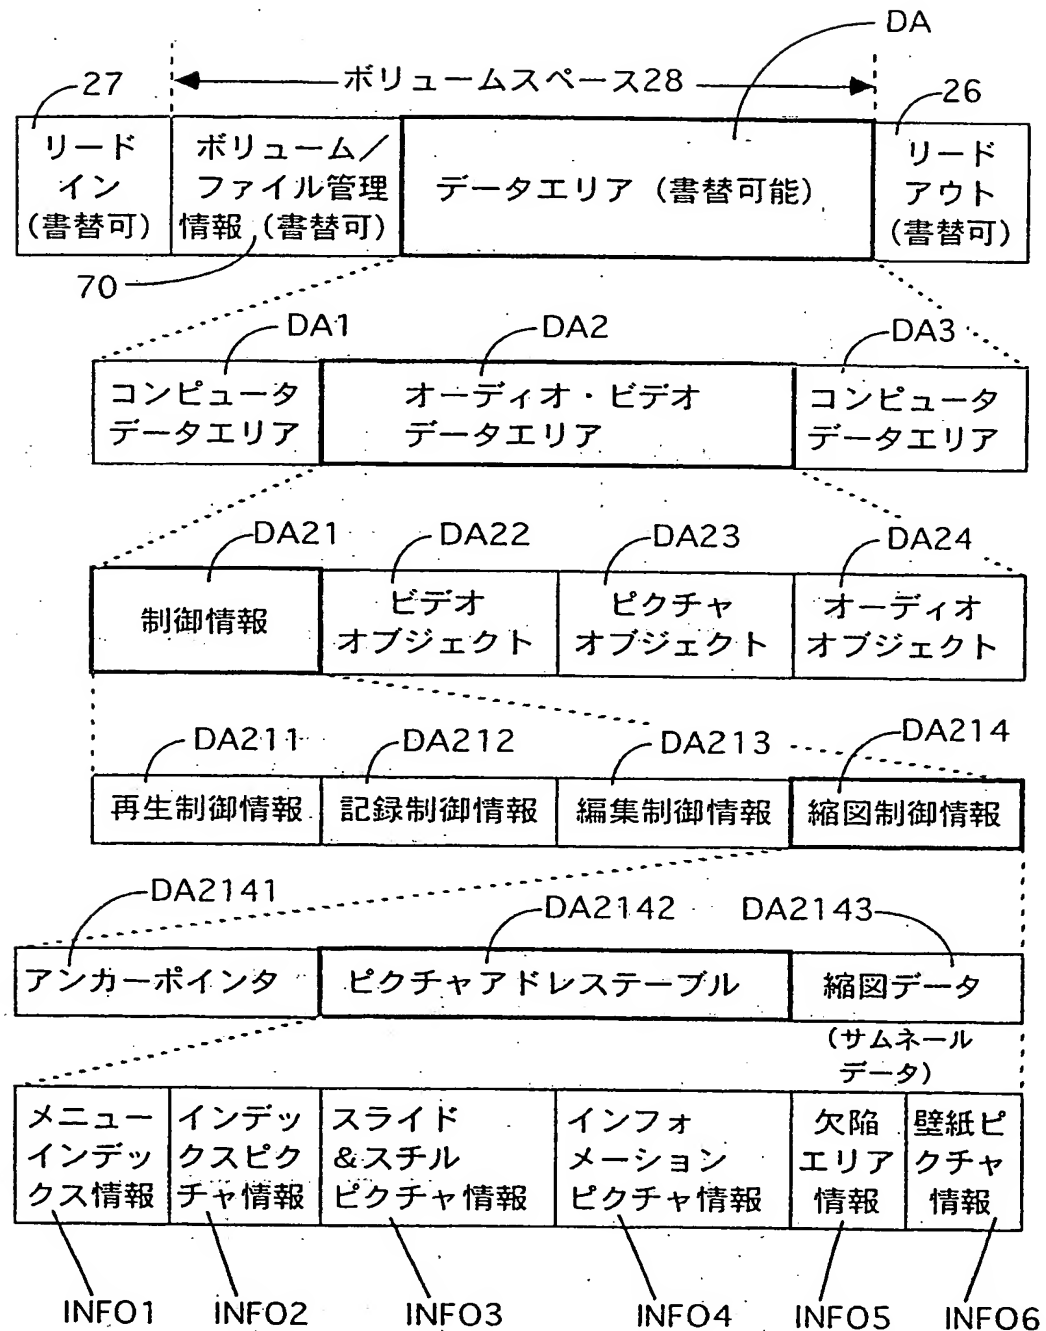 DA
27
ボリュームスペース28
26
リード
イン
(書替可)
ボリューム/
ファイル管理
情報 (書替可)
データエリア (書替可能)
リード
アウト
(書替可)
70
DA1
DA2
DA3
コンピュータ
データエリア
オーディオ・ビデオ
データエリア
コンピュータ
データエリア
DA21
DA22
DA23
DA24
制御情報
ビデオ
オブジェクト
ピクチャ
オブジェクト
オーディオ
オブジェクト
DA211
DA212
DA213
DA214
再生制御情報
記録制御情報
編集制御情報
縮図制御情報
DA2141
DA2142
DA2143
アンカーポインタ
ピクチャアドレステーブル
縮図データ
(サムネール
データ)
メニュー
インデッ
クス情報
インデッ
クスピク
チャ情報
スライド
&スチル
ピクチャ情報
インフォ
メーション
ピクチャ情報
欠陥
エリア
情報
壁紙ピ
クチャ
情報
INFO1
INFO2
INFO3
INFO4
INFO5
INFO6